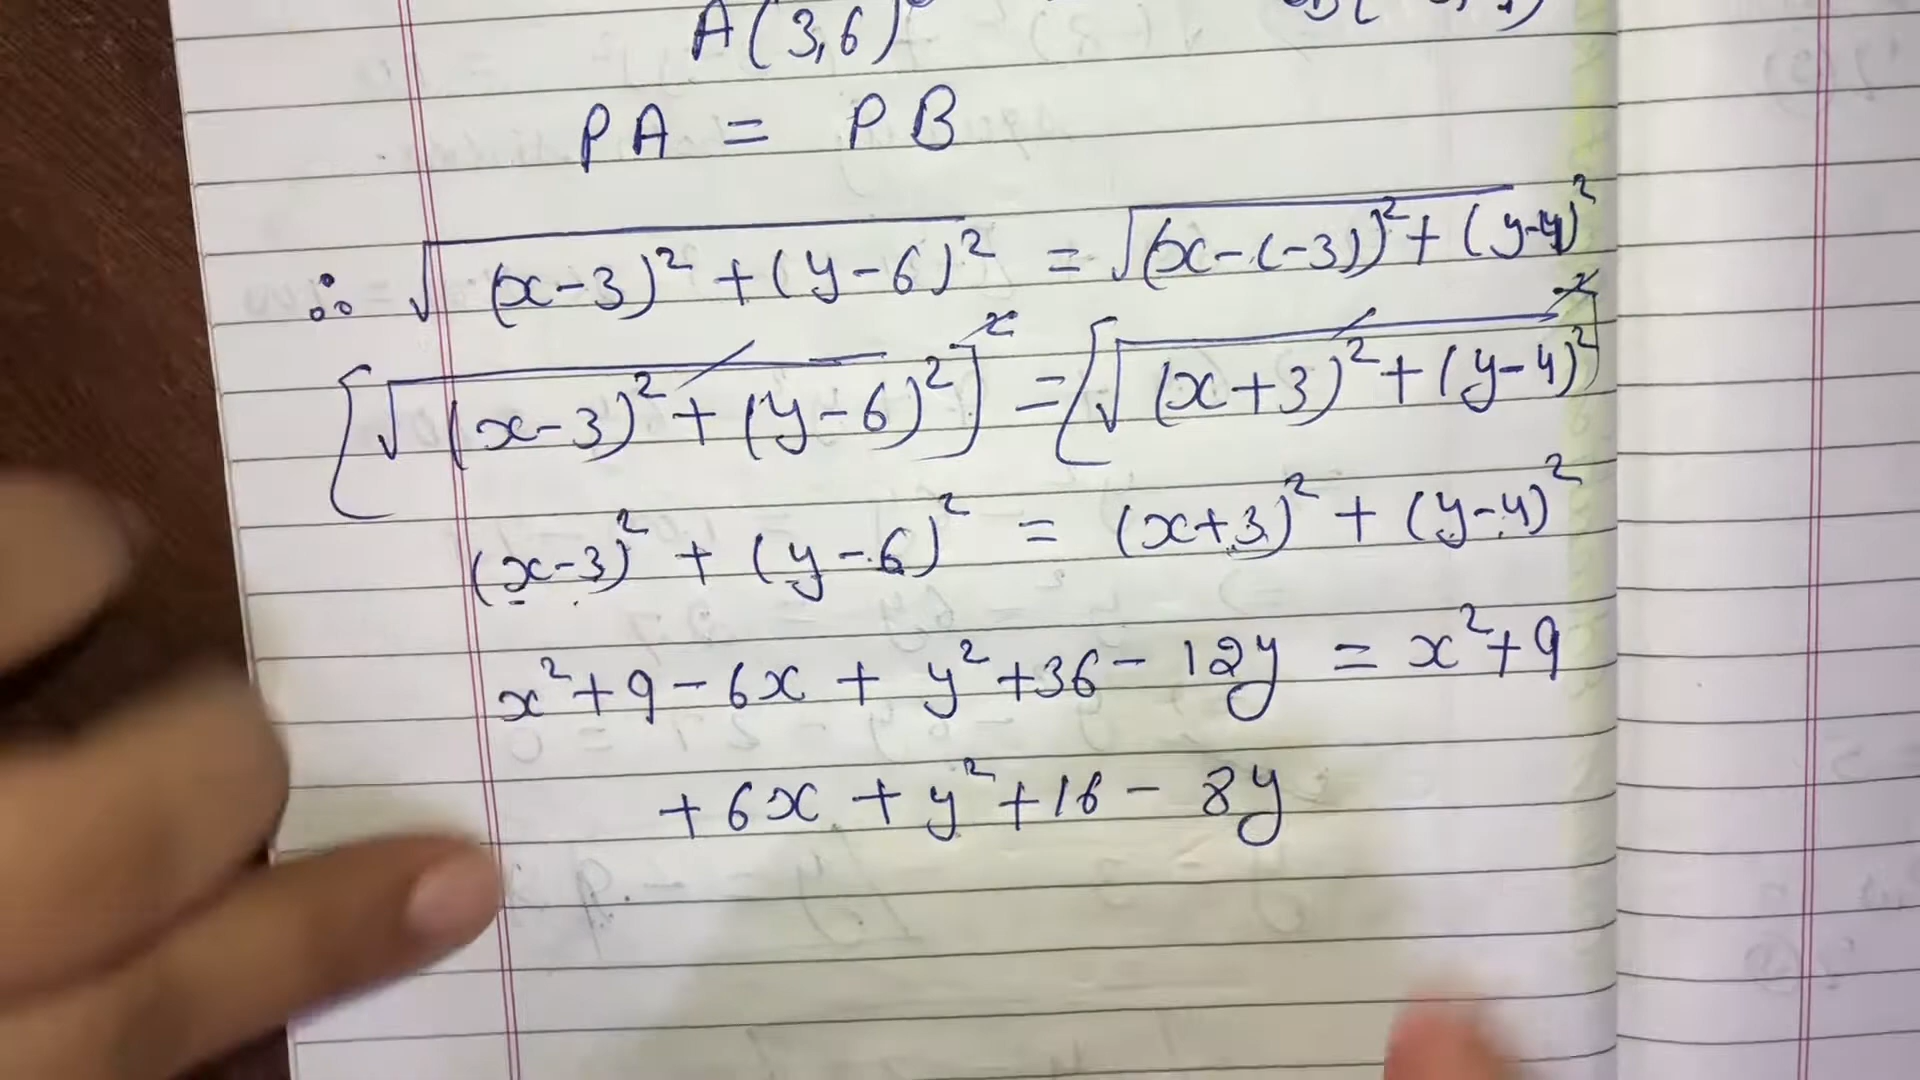 A(3,6)
PA = PB
∴ √(x-3)² + (y-6)² = √(x-(-3))² + (y-4)²
[√(x-3)² + (y-6)²]² = [√(x+3)² + (y-4)²]²
(x-3)² + (y-6)² = (x+3)² + (y-4)²
x² + 9 - 6x + y² + 36 - 12y = x² + 9
+ 6x + y² + 16 - 8y